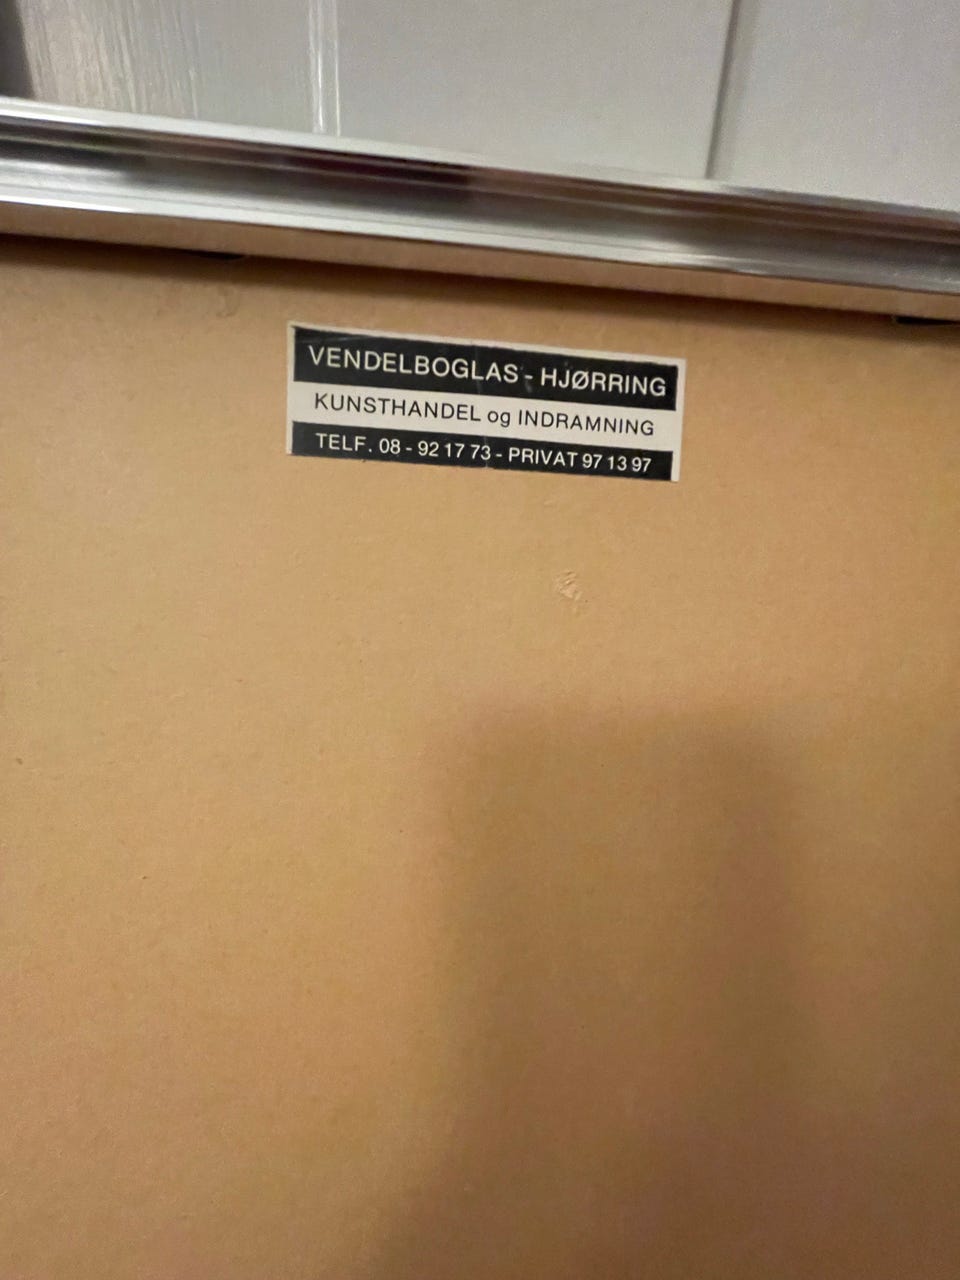 VENDELBOGLAS - HJØRRING
KUNSTHANDEL og INDRAMNING
TELF. 08 - 92 17 73 - PRIVAT 97 13 97